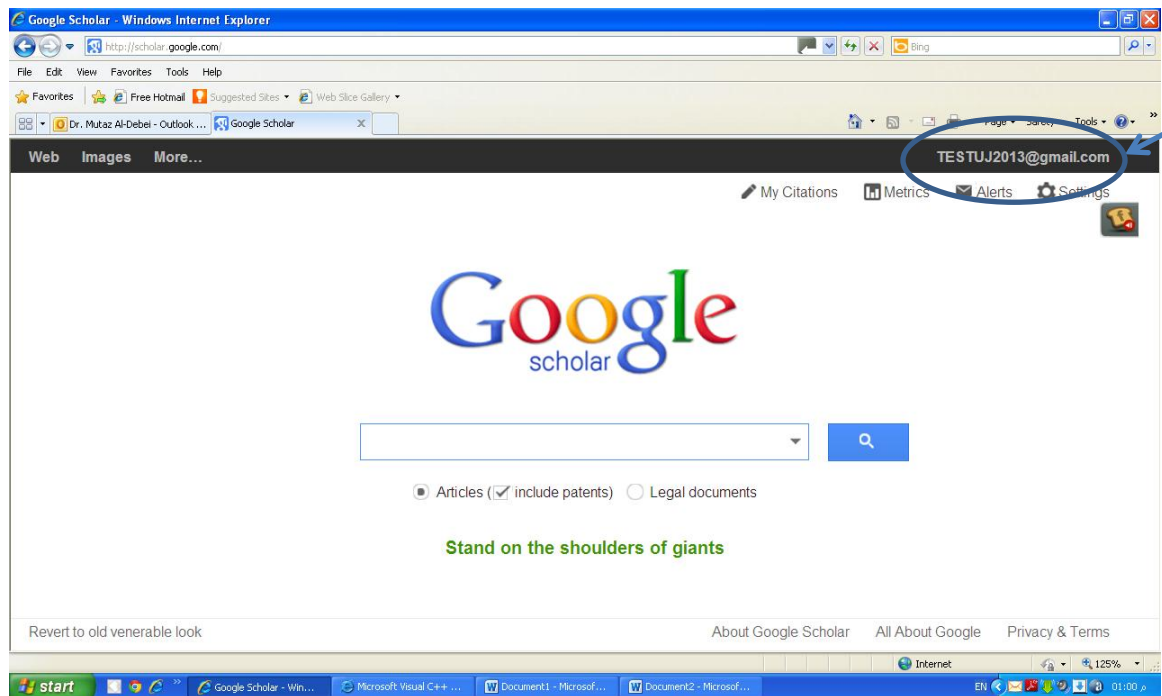 Google Scholar - Windows Internet Explorer
http://scholar.google.com/
Bing
File Edit View Favorites Tools Help
Favorites Free Hotmail Suggested Sites Web Slice Gallery
Dr. Mutaz Al-Debei - Outlook ... Google Scholar X Page Safety Tools
Web Images More... TESTUJ2013@gmail.com
My Citations Metrics Alerts Settings
Google
scholar
Articles (include patents) Legal documents
Stand on the shoulders of giants
Revert to old venerable look About Google Scholar All About Google Privacy & Terms
Internet 125%
start Google Scholar - Win... Microsoft Visual C++ ... Document1 - Microsof... Document2 - Microsof... EN 01:00 م